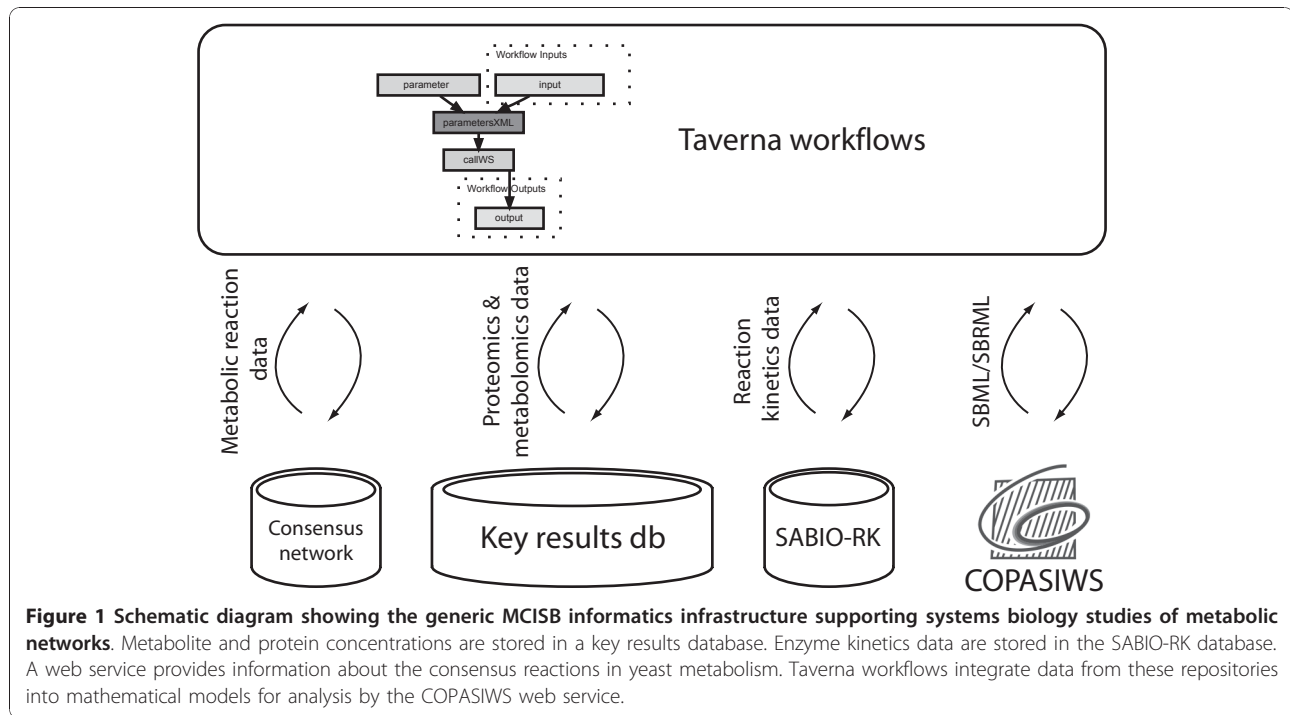 Workflow Inputs
parameter
input
parametersXML
callWS
Workflow Outputs
output
Taverna workflows
Metabolic reaction
data
Proteomics &
metabolomics data
Reaction
kinetics data
SBML/SBRML
Consensus
network
Key results db
SABIO-RK
COPASIWS
Figure 1 Schematic diagram showing the generic MCISB informatics infrastructure supporting systems biology studies of metabolic
networks. Metabolite and protein concentrations are stored in a key results database. Enzyme kinetics data are stored in the SABIO-RK database.
A web service provides information about the consensus reactions in yeast metabolism. Taverna workflows integrate data from these repositories
into mathematical models for analysis by the COPASIWS web service.